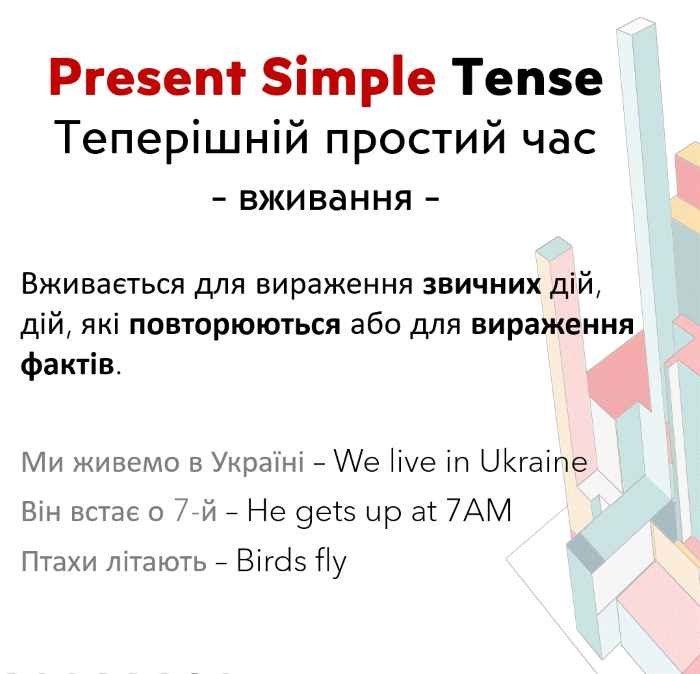 Present Simple Tense
Теперішній простий час
- вживання -
Вживається для вираження звичних дій,
дій, які повторюються або для вираження
фактів.
Ми живемо в Україні – We live in Ukraine
Він встає о 7-й – He gets up at 7AM
Птахи літають – Birds fly